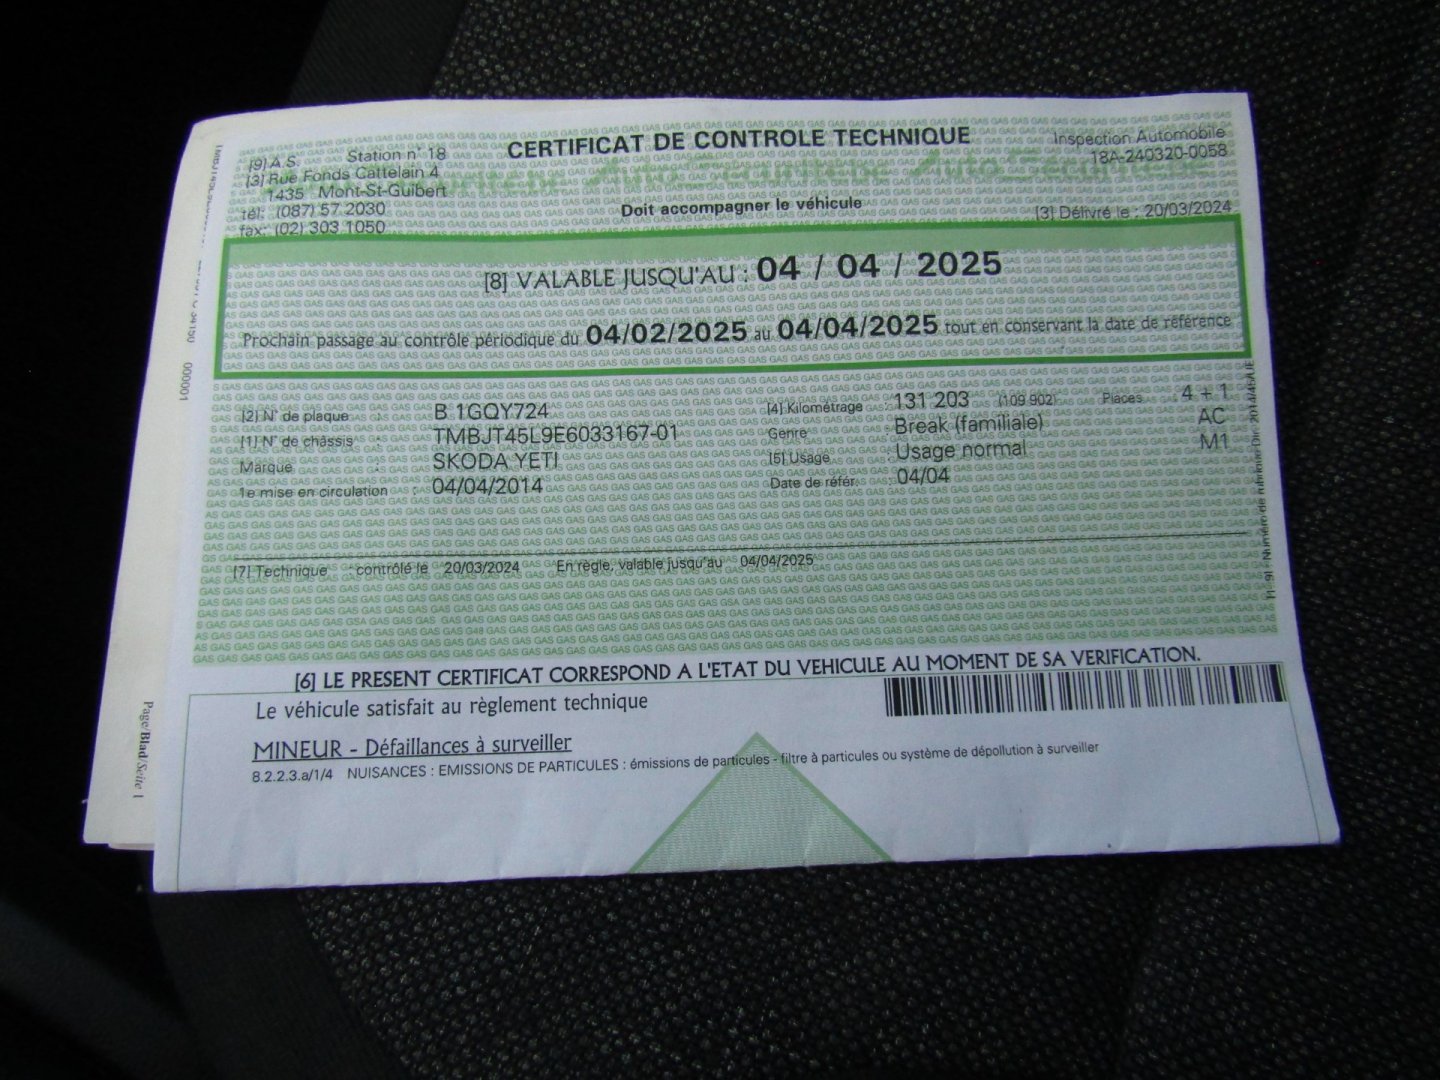 CERTIFICAT DE CONTROLE TECHNIQUE
[9] A.S. Station n° 18
[3] Rue Fonds Cattelain 4
1435 Mont-St-Guibert
tél: (087) 57 2030
fax: (02) 303 1050
Inspection Automobile
18A-240320-0058
Doit accompagner le véhicule
[3] Délivré le : 20/03/2024
[8] VALABLE JUSQU'AU : 04 / 04 / 2025
Prochain passage au contrôle périodique du 04/02/2025 au 04/04/2025 tout en conservant la date de référence
[2] N° de plaque : B 1GQY724
[1] N° de châssis : TMBJT45L9E6033167-01
Marque : SKODA YETI
1e mise en circulation : 04/04/2014
[4] Kilométrage : 131 203 (109 902) Places : 4 + 1
Genre : Break (familiale) AC
[5] Usage : Usage normal M1
Date de référ. : 04/04
[7] Technique : contrôlé le 20/03/2024 En règle, valable jusqu'au 04/04/2025
[6] LE PRESENT CERTIFICAT CORRESPOND A L'ETAT DU VEHICULE AU MOMENT DE SA VERIFICATION.
Le véhicule satisfait au règlement technique
MINEUR - Défaillances à surveiller
8.2.2.3.a/1/4 NUISANCES : EMISSIONS DE PARTICULES : émissions de particules - filtre à particules ou système de dépollution à surveiller
000001
Page/Blad/Seite 1